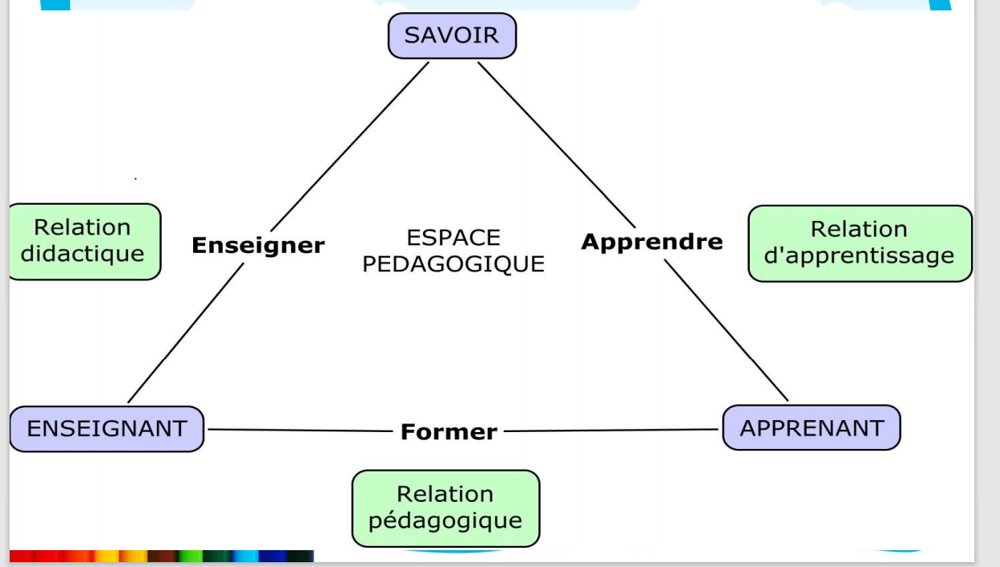 SAVOIR
Relation
didactique
Enseigner
ESPACE
PEDAGOGIQUE
Apprendre
Relation
d'apprentissage
ENSEIGNANT
Former
APPRENANT
Relation
pédagogique